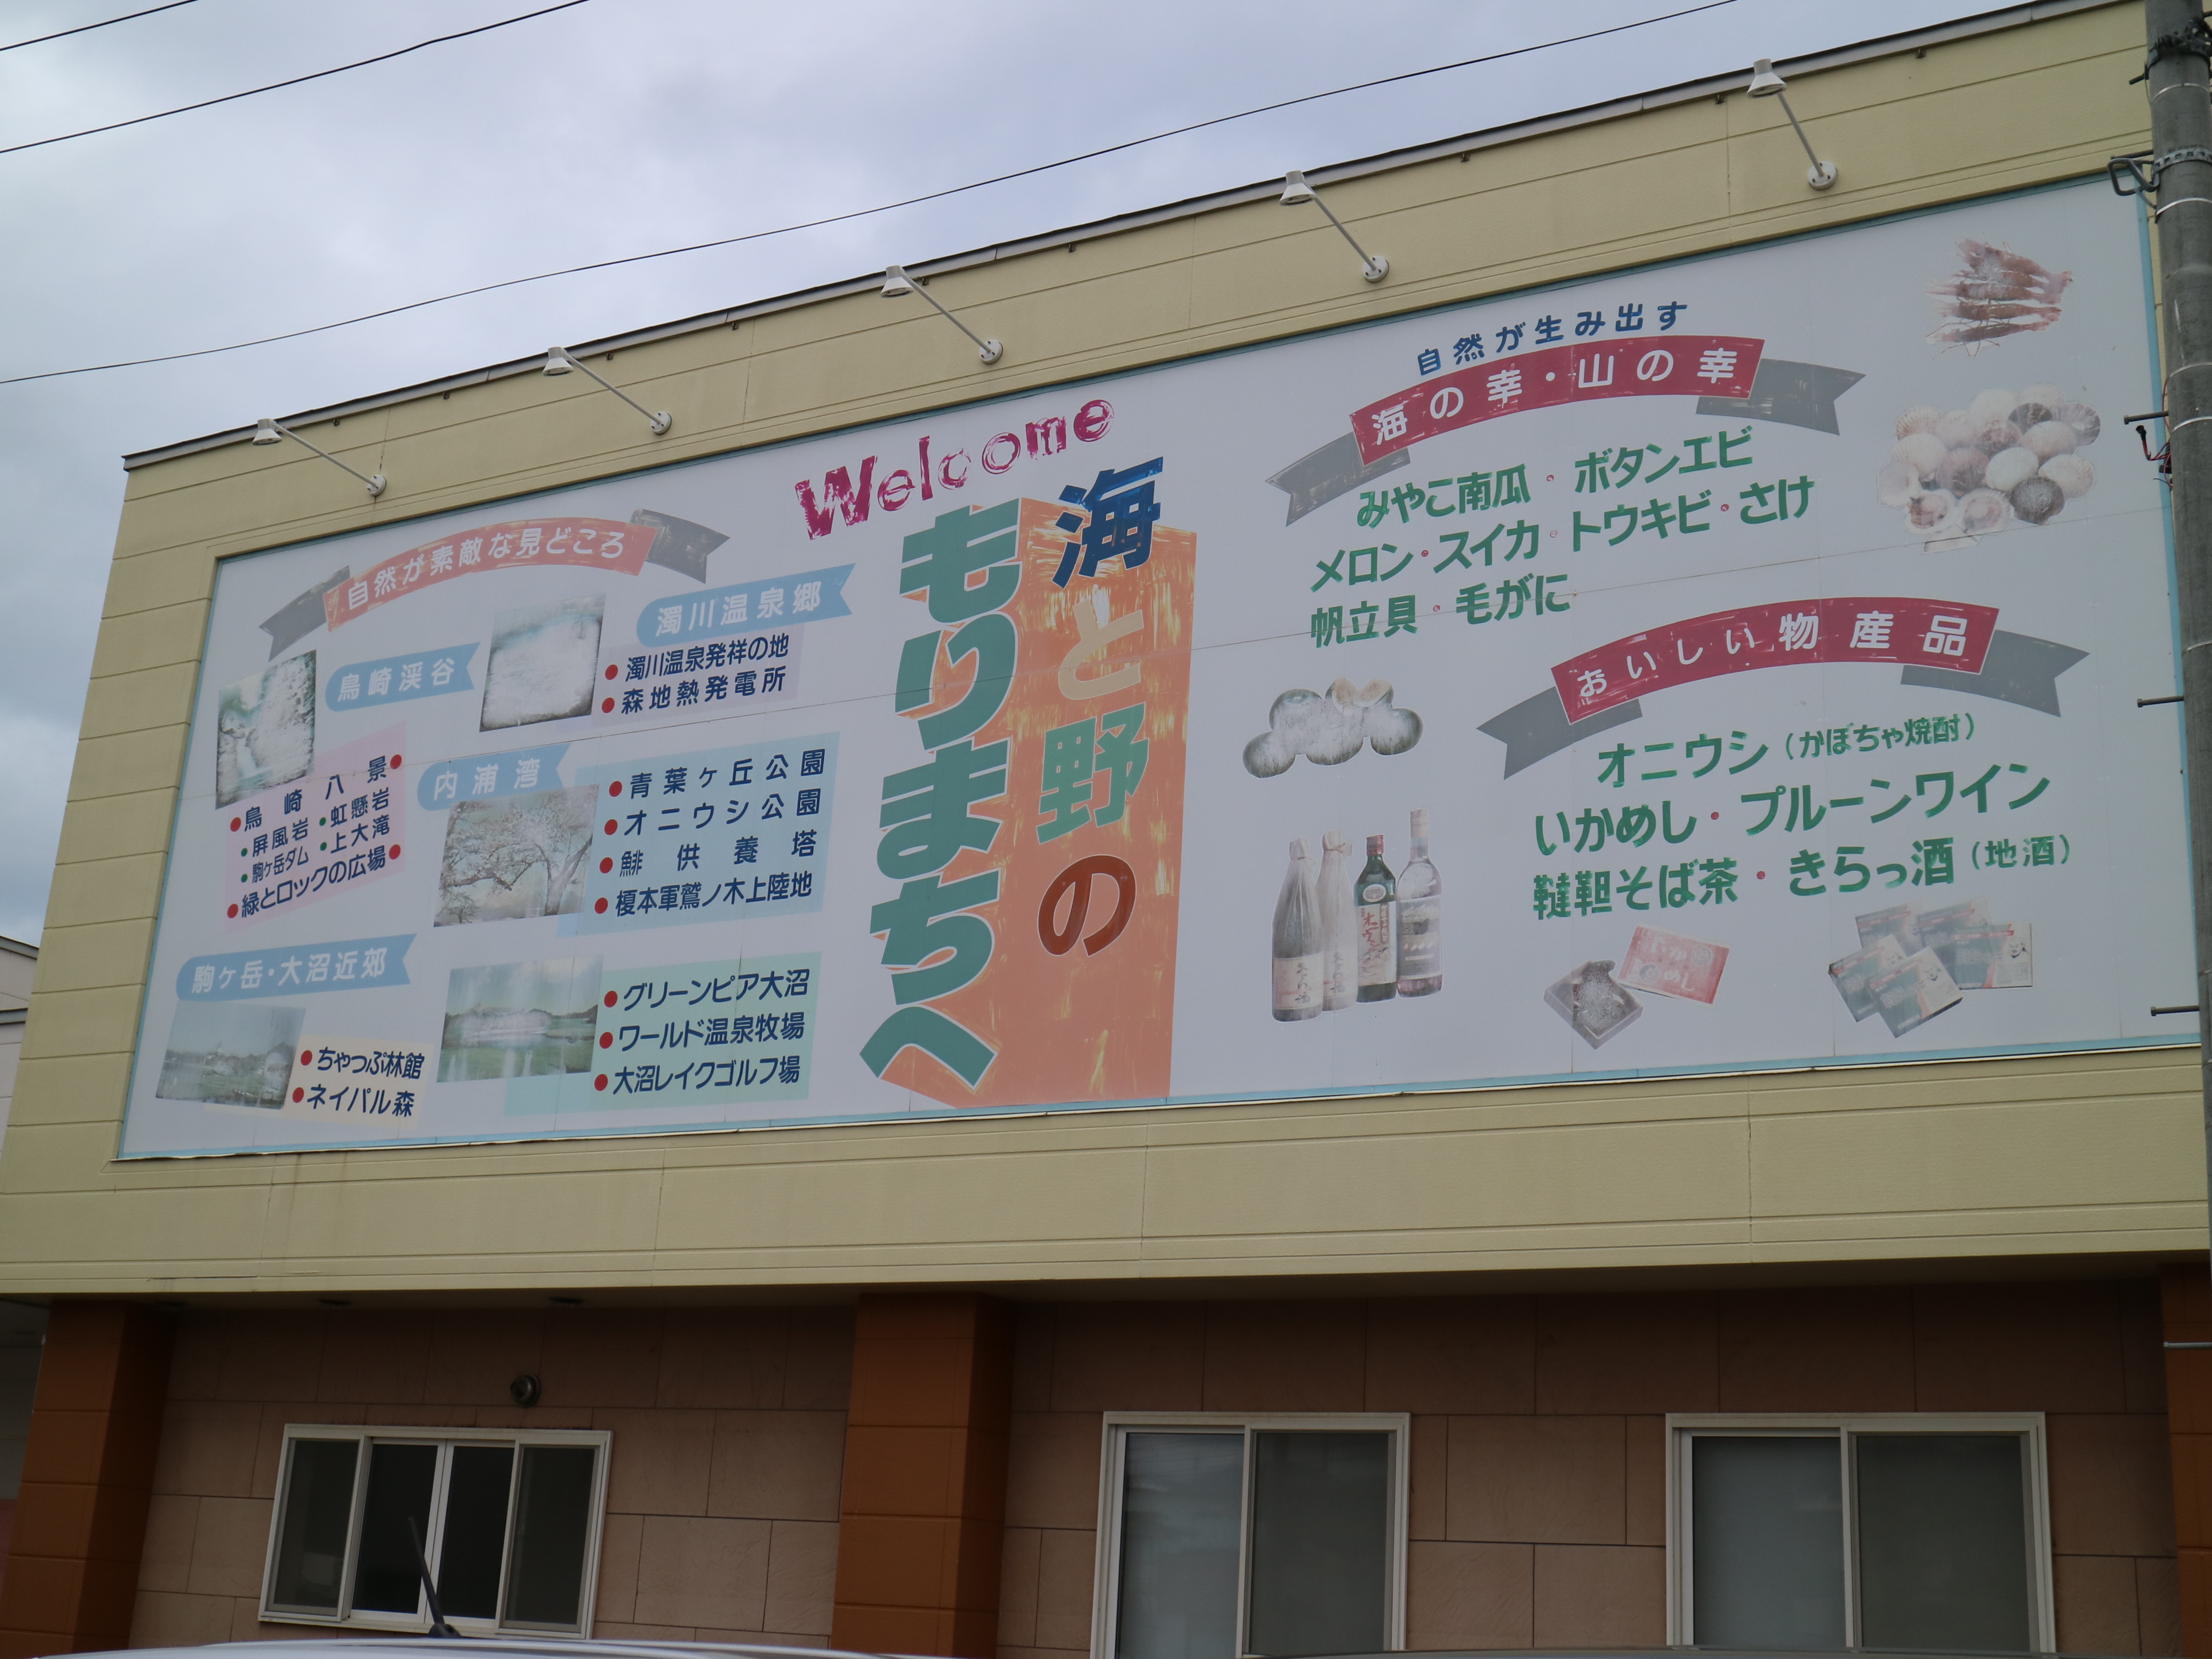 Welcome
海と野の
もりまちへ
自然が素敵な見どころ
鳥崎渓谷
●鳥崎八景●
・屏風岩・虹懸岩
・駒ヶ岳ダム・上大滝
●緑とロックの広場●
濁川温泉郷
●濁川温泉発祥の地
●森地熱発電所
内浦湾
●青葉ヶ丘公園
●オニウシ公園
●鯡供養塔
●榎本軍鷲ノ木上陸地
駒ヶ岳・大沼近郊
●ちゃっぷ林館
●ネイパル森
●グリーンピア大沼
●ワールド温泉牧場
●大沼レイクゴルフ場
自然が生み出す
海の幸・山の幸
みやこ南瓜・ボタンエビ
メロン・スイカ・トウキビ・さけ
帆立貝・毛がに
おいしい物産品
オニウシ（かぼちゃ焼酎）
いかめし・プルーンワイン
韃靼そば茶・きらっ酒（地酒）
いかめし